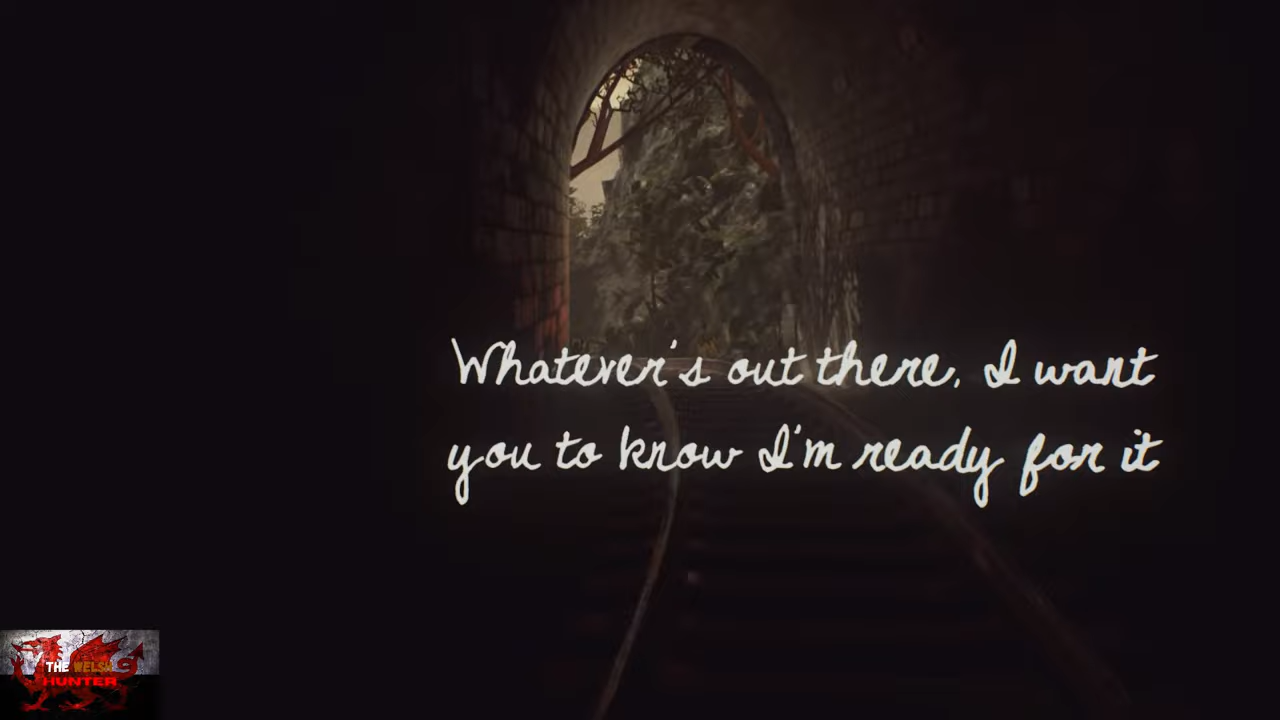 Whatever's out there, I want
you to know I'm ready for it
THE WELSH
HUNTER